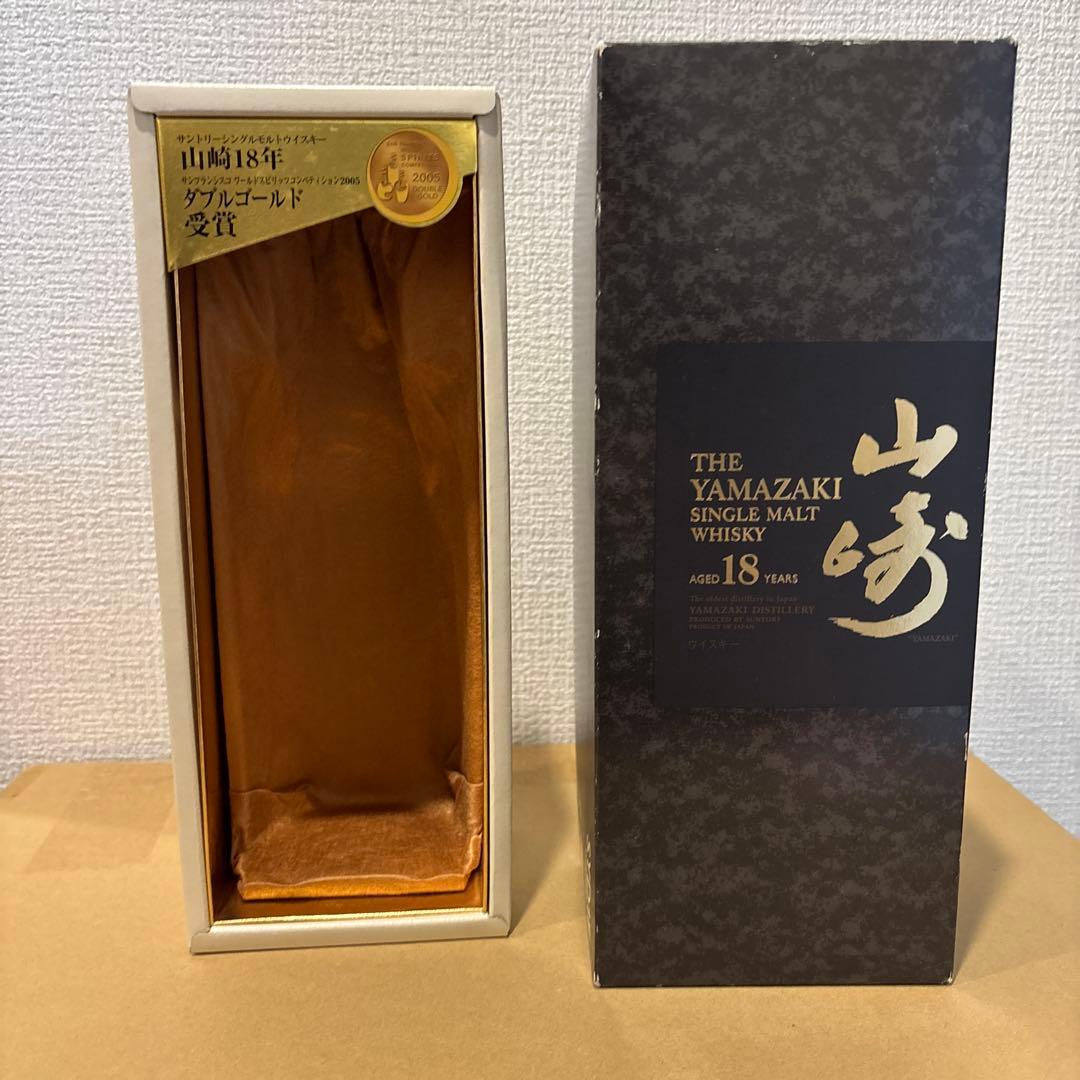 サントリーシングルモルトウイスキー
山崎18年
サンフランシスコ ワールドスピリッツコンペティション2005
ダブルゴールド
受賞
SPIRITS
COMPETITION
2005
DOUBLE
GOLD
THE
YAMAZAKI
SINGLE MALT
WHISKY
AGED 18 YEARS
The oldest distillery in Japan
YAMAZAKI DISTILLERY
PRODUCED BY SUNTORY
PRODUCT OF JAPAN
ウイスキー
山崎
"YAMAZAKI"